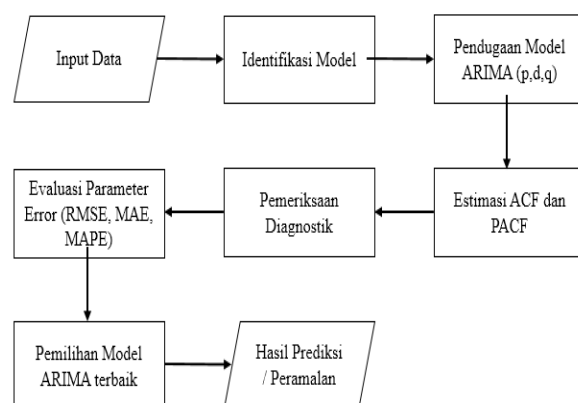 Input Data
Identifikasi Model
Pendugaan Model
ARIMA (p,d,q)
Estimasi ACF dan
PACF
Pemeriksaan
Diagnostik
Evaluasi Parameter
Error (RMSE, MAE,
MAPE)
Pemilihan Model
ARIMA terbaik
Hasil Prediksi
/ Peramalan